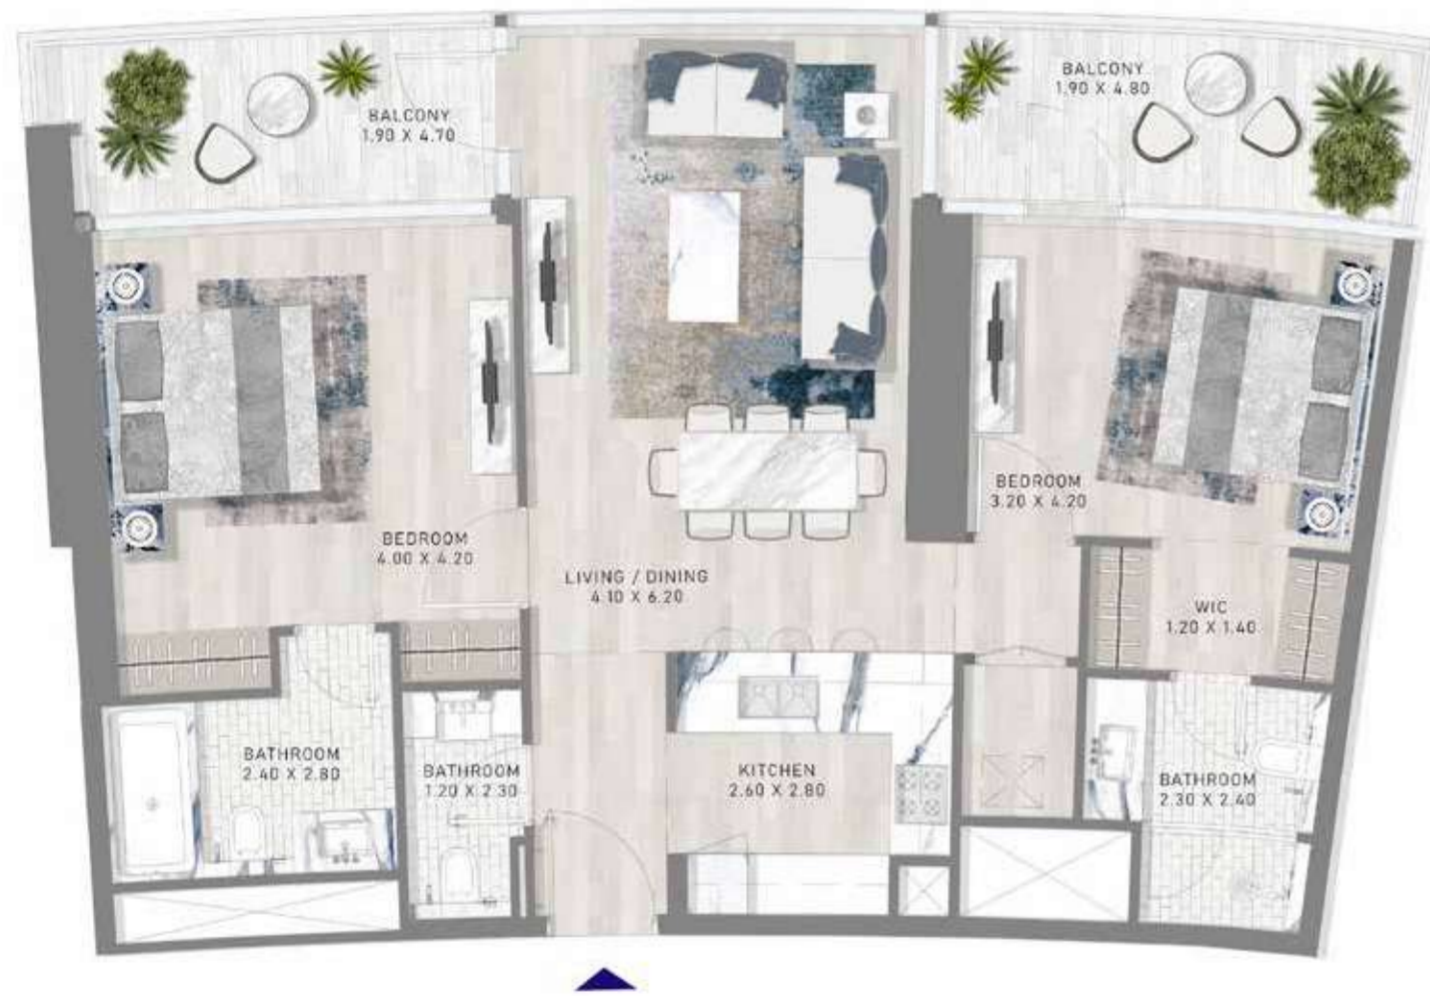 BALCONY
1.90 X 4.70
BALCONY
1.90 X 4.80
BEDROOM
4.00 X 4.20
LIVING / DINING
4.10 X 6.20
BEDROOM
3.20 X 4.20
WIC
1.20 X 1.40
BATHROOM
2.40 X 2.80
BATHROOM
1.20 X 2.30
KITCHEN
2.60 X 2.80
BATHROOM
2.30 X 2.40